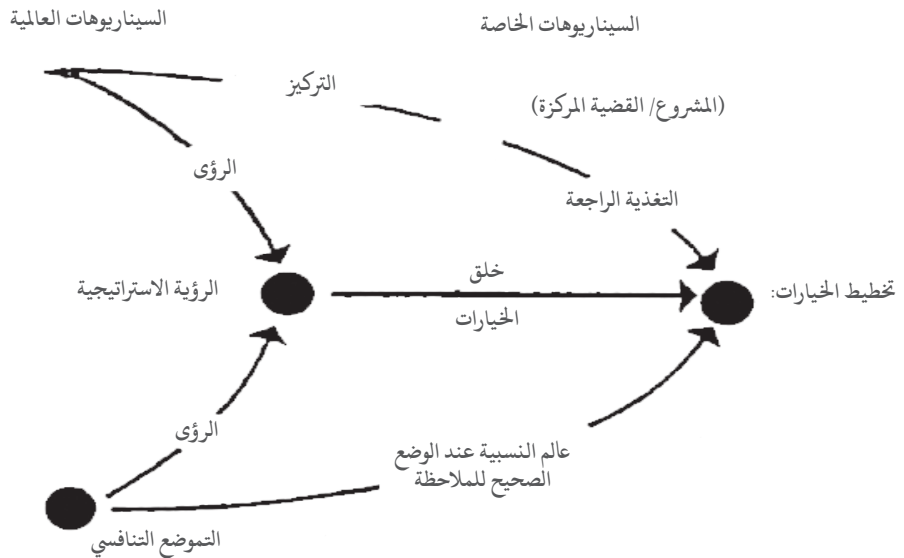 السيناريوهات الخاصة
السيناريوهات العالمية
التركيز
(المشروع/ القضية المركزة)
الرؤى
التغذية الراجعة
خلق
تخطيط الخيارات:
الرؤية الاستراتيجية
الخيارات
الرؤى
عالم النسبية عند الوضع
الصحيح للملاحظة
التموضع التنافسي